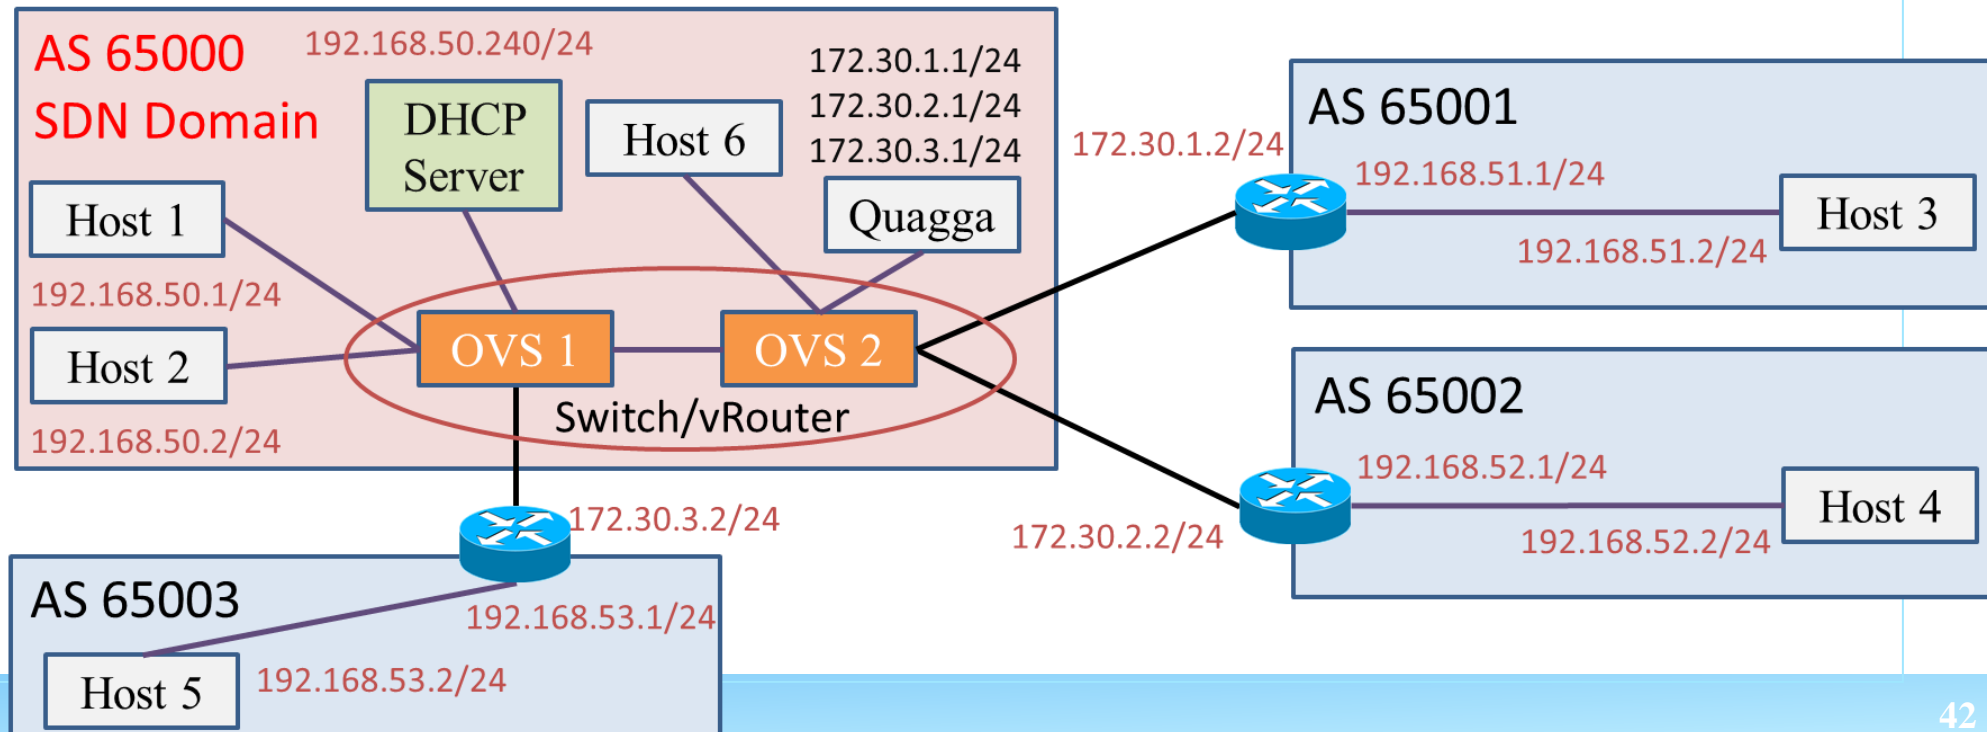 AS 65000
SDN Domain
192.168.50.240/24
DHCP
Server
Host 6
172.30.1.1/24
172.30.2.1/24
172.30.3.1/24
Quagga
Host 1
192.168.50.1/24
Host 2
192.168.50.2/24
OVS 1
OVS 2
Switch/vRouter
172.30.1.2/24
AS 65001
192.168.51.1/24
192.168.51.2/24
Host 3
AS 65002
192.168.52.1/24
172.30.2.2/24
192.168.52.2/24
Host 4
172.30.3.2/24
AS 65003
192.168.53.1/24
Host 5
192.168.53.2/24
42